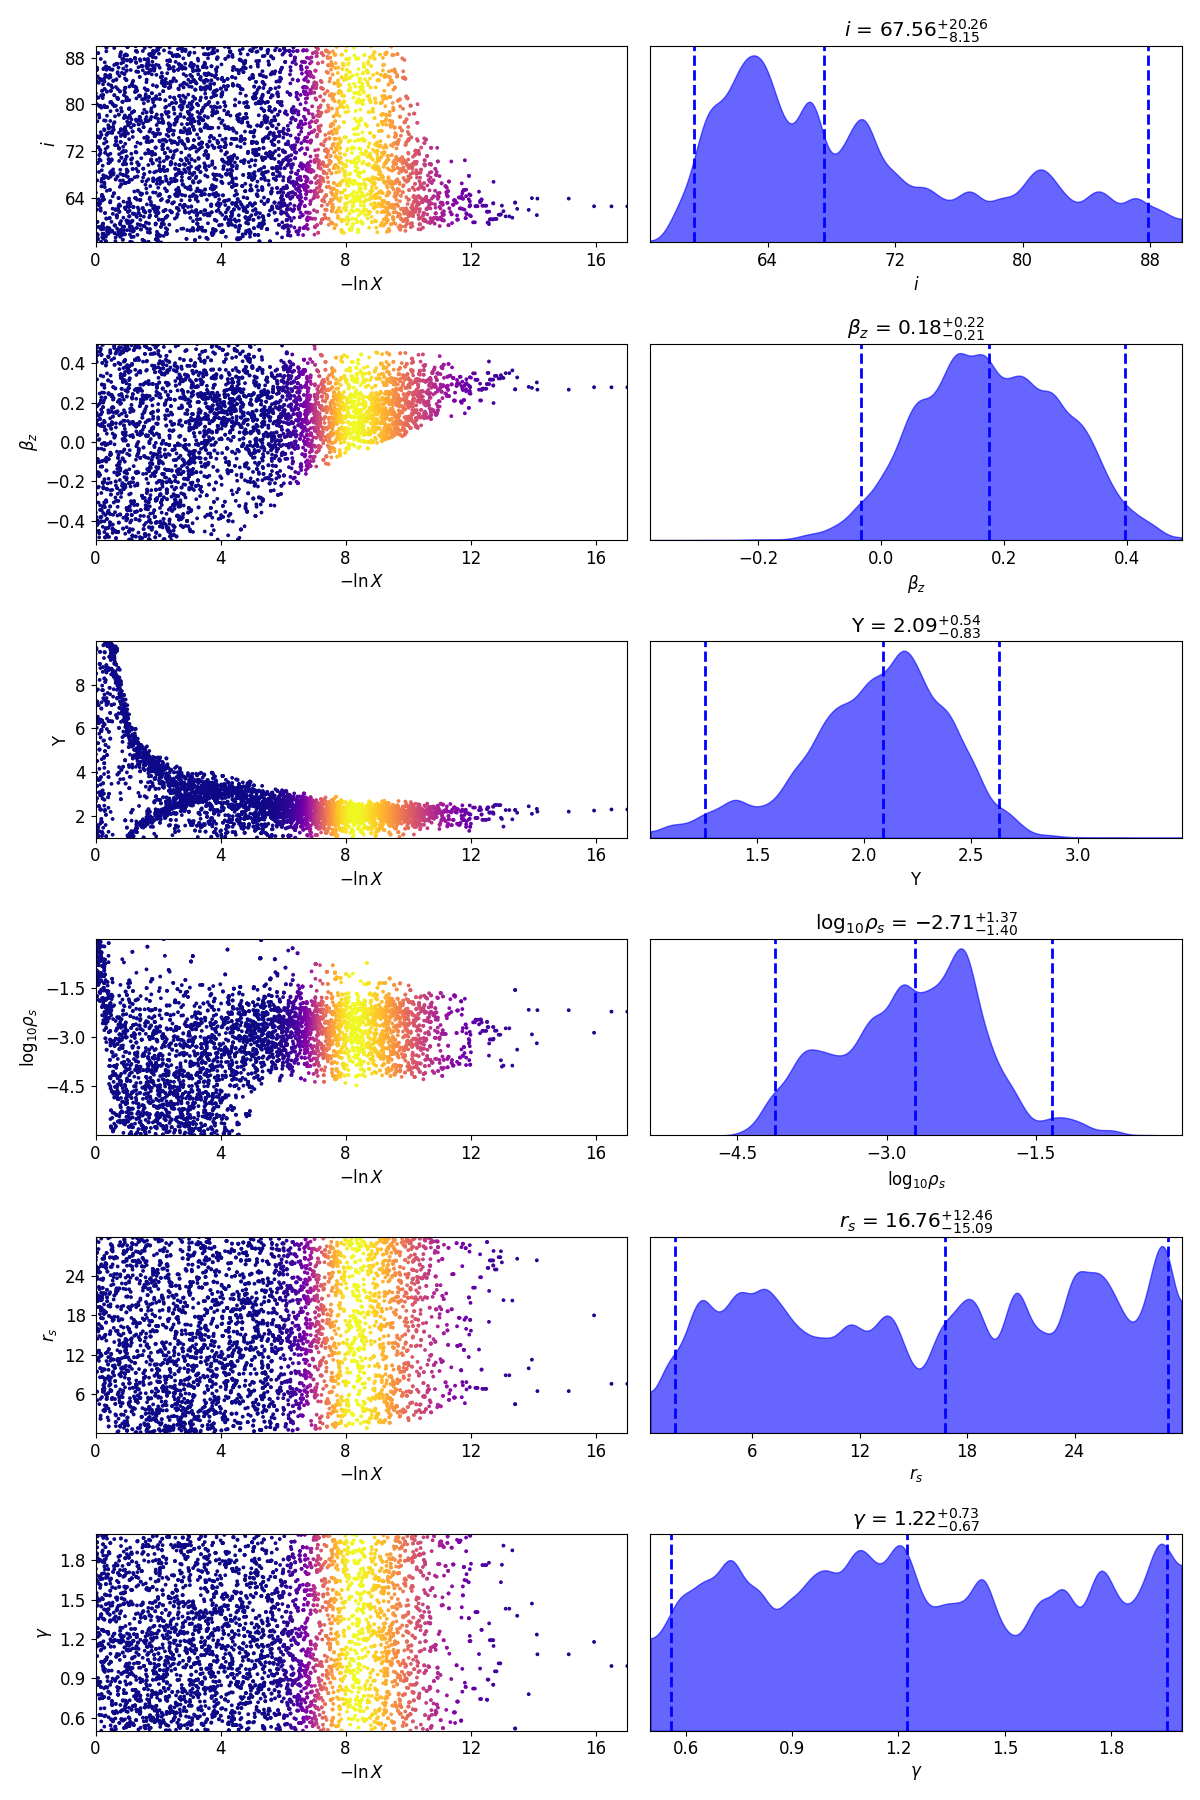 i = 67.56 +20.26 −8.15
88
80
72
64
i
0 4 8 12 16
−ln X
64 72 80 88
i
βz = 0.18 +0.22 −0.21
0.4
0.2
0.0
−0.2
−0.4
βz
0 4 8 12 16
−ln X
−0.2 0.0 0.2 0.4
βz
Y = 2.09 +0.54 −0.83
8
6
4
2
Y
0 4 8 12 16
−ln X
1.5 2.0 2.5 3.0
Y
log10ρs = −2.71 +1.37 −1.40
−1.5
−3.0
−4.5
log10ρs
0 4 8 12 16
−ln X
−4.5 −3.0 −1.5
log10ρs
rs = 16.76 +12.46 −15.09
24
18
12
6
rs
0 4 8 12 16
−ln X
6 12 18 24
rs
γ = 1.22 +0.73 −0.67
1.8
1.5
1.2
0.9
0.6
γ
0 4 8 12 16
−ln X
0.6 0.9 1.2 1.5 1.8
γ